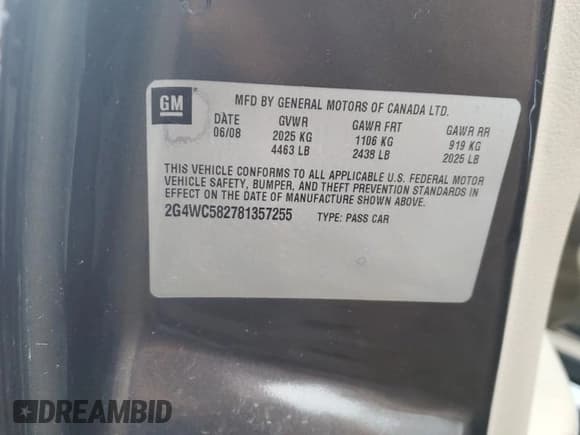 GM
MFD BY GENERAL MOTORS OF CANADA LTD.
DATE GVWR GAWR FRT GAWR RR
06/08 2025 KG 1106 KG 919 KG
4463 LB 2438 LB 2025 LB
THIS VEHICLE CONFORMS TO ALL APPLICABLE U.S. FEDERAL MOTOR
VEHICLE SAFETY, BUMPER, AND THEFT PREVENTION STANDARDS IN
EFFECT ON THE DATE OF MANUFACTURE SHOWN ABOVE.
2G4WC582781357255 TYPE: PASS CAR
DREAMBID